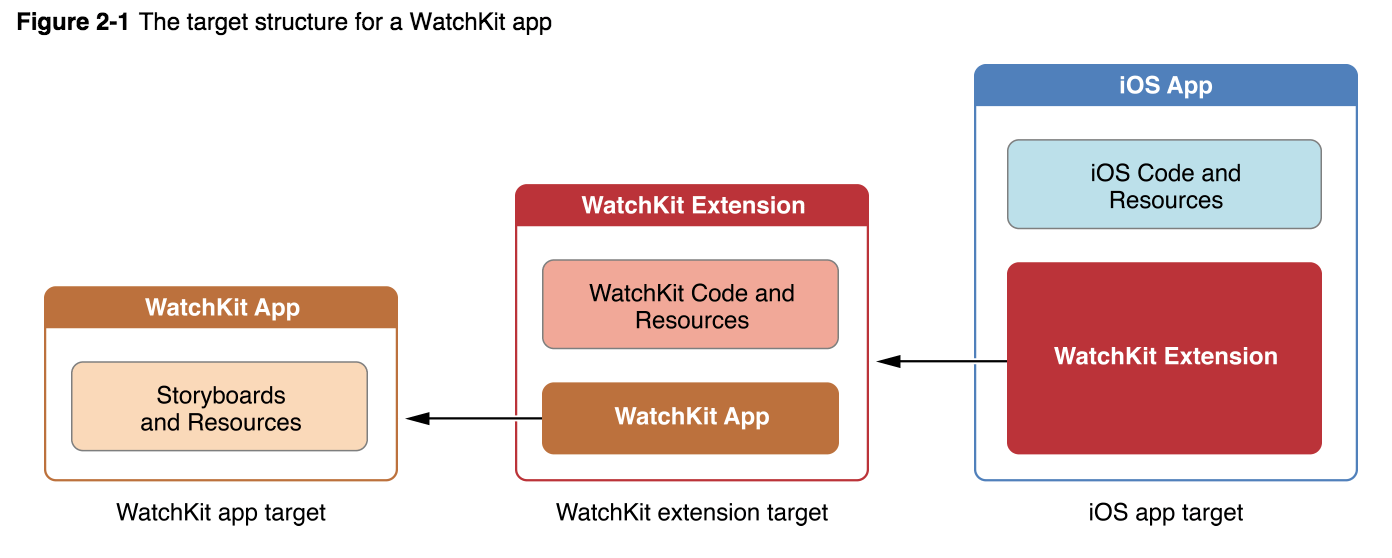 Figure 2-1 The target structure for a WatchKit app
iOS App
iOS Code and
Resources
WatchKit Extension
WatchKit Extension
WatchKit Code and
Resources
WatchKit App
WatchKit App
Storyboards
and Resources
WatchKit app target
WatchKit extension target
iOS app target